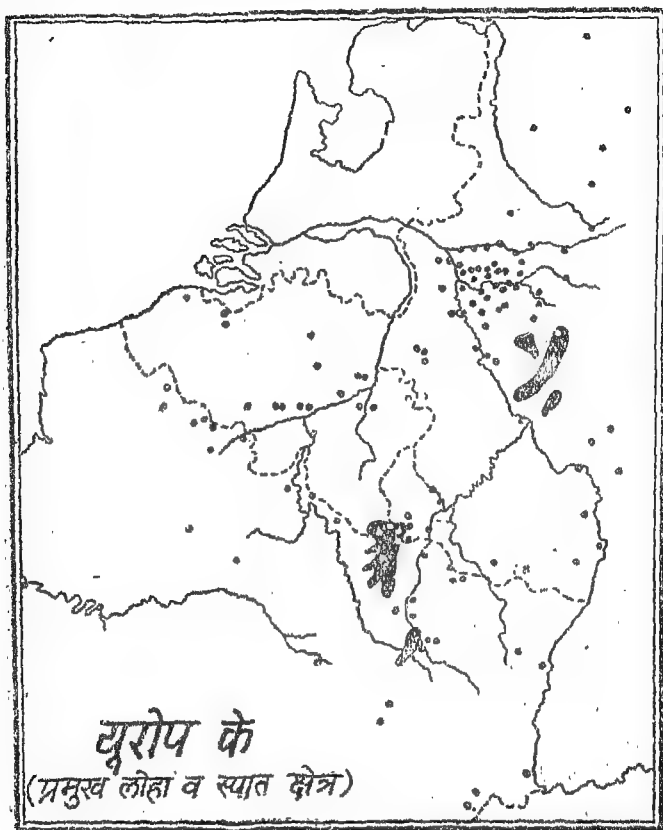 यूरोप के
(प्रमुख लोहा व स्पात क्षेत्र)